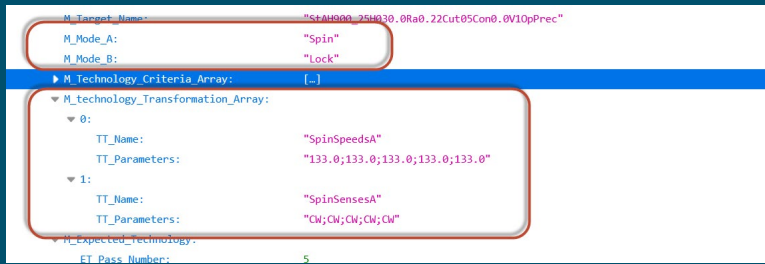 M_Target_Name: "StAH900_25H030.0Ra0.22Cut05Con0.0V1OpPrec"
M_Mode_A: "Spin"
M_Mode_B: "Lock"
M_Technology_Criteria_Array: […]
M_technology_Transformation_Array:
0:
TT_Name: "SpinSpeedsA"
TT_Parameters: "133.0;133.0;133.0;133.0;133.0"
1:
TT_Name: "SpinSensesA"
TT_Parameters: "CW;CW;CW;CW;CW"
M_Expected_Technology:
ET_Pass_Number: 5